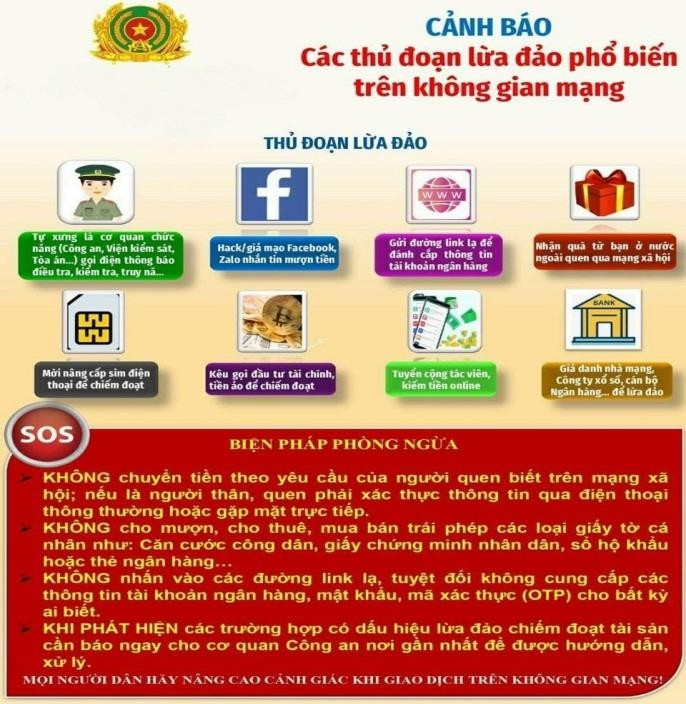 CẢNH BÁO
Các thủ đoạn lừa đảo phổ biến
trên không gian mạng
THỦ ĐOẠN LỪA ĐẢO
Tự xưng là cơ quan chức
năng (Công an, Viện kiểm sát,
Tòa án...) gọi điện thông báo
điều tra, kiểm tra, truy nã...
Hack/giả mạo Facebook,
Zalo nhắn tin mượn tiền
WWW
Gửi đường link lạ để
đánh cắp thông tin
tài khoản ngân hàng
Nhận quà từ bạn ở nước
ngoài quen qua mạng xã hội
Mời nâng cấp sim điện
thoại để chiếm đoạt
Kêu gọi đầu tư tài chính,
tiền ảo để chiếm đoạt
Tuyển cộng tác viên,
kiếm tiền online
BANK
Giả danh nhà mạng,
Công ty xổ số, cán bộ
Ngân hàng... để lừa đảo
SOS
BIỆN PHÁP PHÒNG NGỪA
➢ KHÔNG chuyển tiền theo yêu cầu của người quen biết trên mạng xã
hội; nếu là người thân, quen phải xác thực thông tin qua điện thoại
thông thường hoặc gặp mặt trực tiếp.
➢ KHÔNG cho mượn, cho thuê, mua bán trái phép các loại giấy tờ cá
nhân như: Căn cước công dân, giấy chứng minh nhân dân, sổ hộ khẩu
hoặc thẻ ngân hàng...
➢ KHÔNG nhấn vào các đường link lạ, tuyệt đối không cung cấp các
thông tin tài khoản ngân hàng, mật khẩu, mã xác thực (OTP) cho bất kỳ
ai biết.
➢ KHI PHÁT HIỆN các trường hợp có dấu hiệu lừa đảo chiếm đoạt tài sản
cần báo ngay cho cơ quan Công an nơi gần nhất để được hướng dẫn,
xử lý.
MỌI NGƯỜI DÂN HÃY NÂNG CAO CẢNH GIÁC KHI GIAO DỊCH TRÊN KHÔNG GIAN MẠNG!